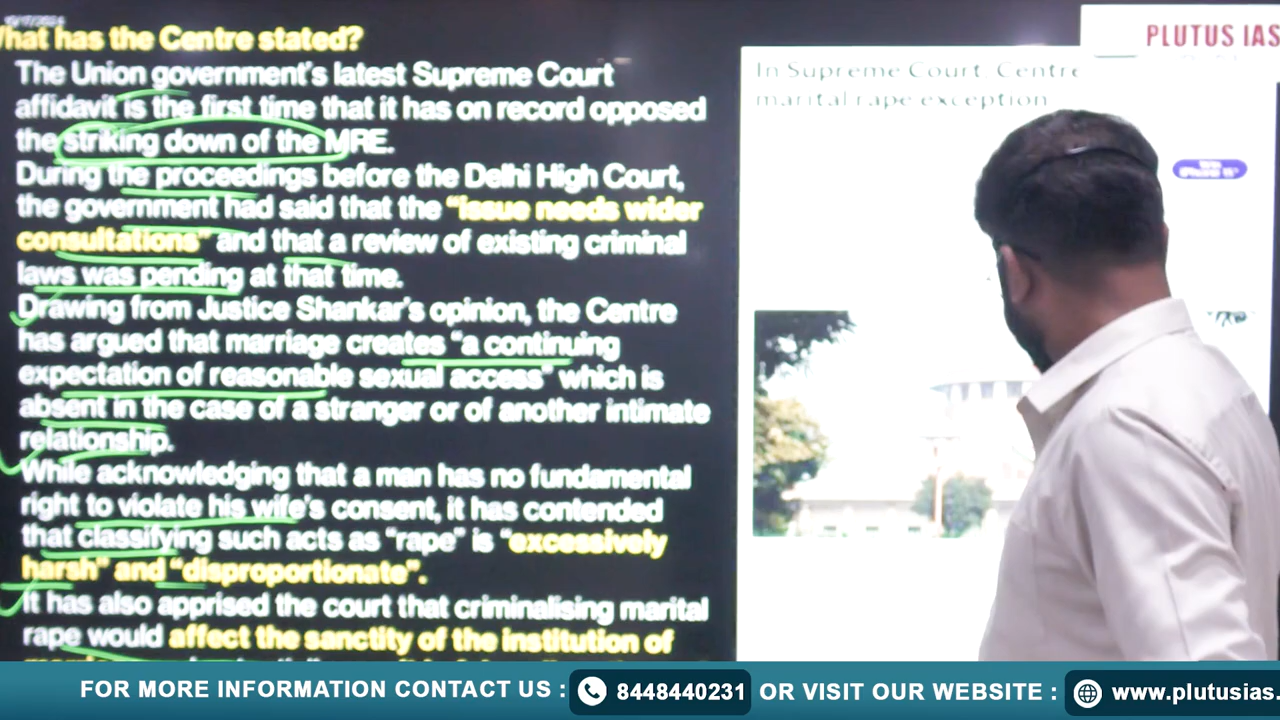 What has the Centre stated?
The Union government's latest Supreme Court
affidavit is the first time that it has on record opposed
the striking down of the MRE.
During the proceedings before the Delhi High Court,
the government had said that the "issue needs wider
consultations" and that a review of existing criminal
laws was pending at that time.
Drawing from Justice Shankar's opinion, the Centre
has argued that marriage creates "a continuing
expectation of reasonable sexual access" which is
absent in the case of a stranger or of another intimate
relationship.
While acknowledging that a man has no fundamental
right to violate his wife's consent, it has contended
that classifying such acts as "rape" is "excessively
harsh" and "disproportionate".
It has also apprised the court that criminalising marital
rape would affect the sanctity of the institution of
PLUTUS IAS
In Supreme Court, Centre
marital rape exception
FOR MORE INFORMATION CONTACT US : 8448440231 OR VISIT OUR WEBSITE : www.plutusias.